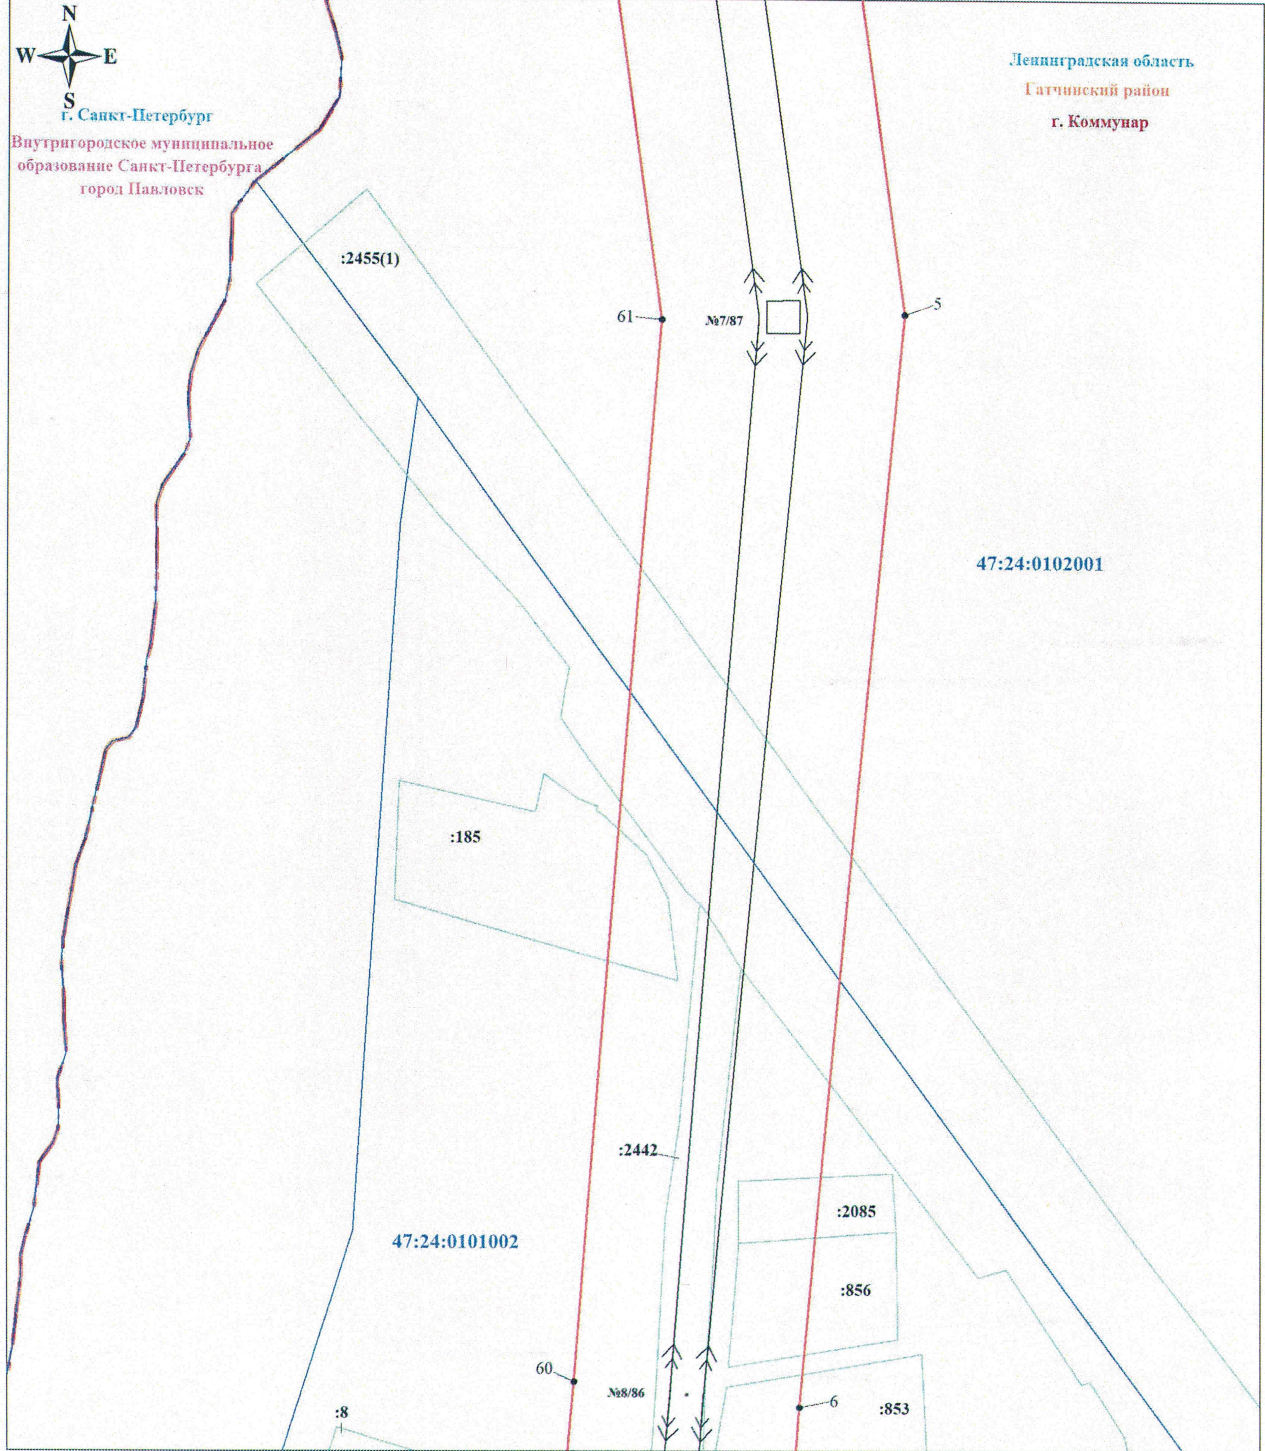 N
W E
S
г. Санкт-Петербург
Внутригородское муниципальное
образование Санкт-Петербурга
город Павловск
Ленинградская область
Гатчинский район
г. Коммунар
:2455(1)
61
№7/87
5
47:24:0102001
:185
:2442
:2085
47:24:0101002
:856
60
№8/86
6
:8
:853